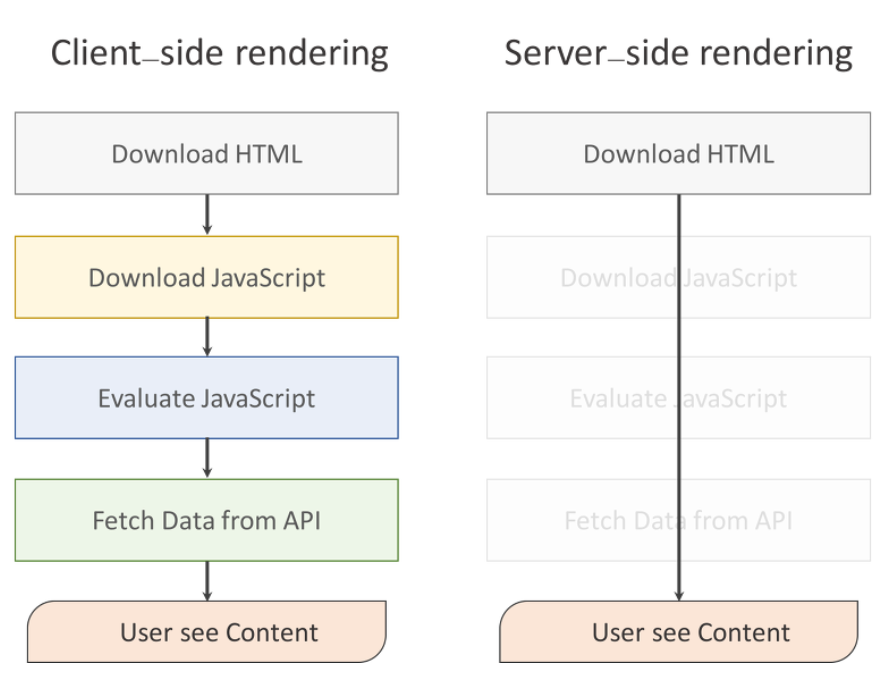 Client–side rendering
Download HTML
Download JavaScript
Evaluate JavaScript
Fetch Data from API
User see Content
Server–side rendering
Download HTML
Download JavaScript
Evaluate JavaScript
Fetch Data from API
User see Content